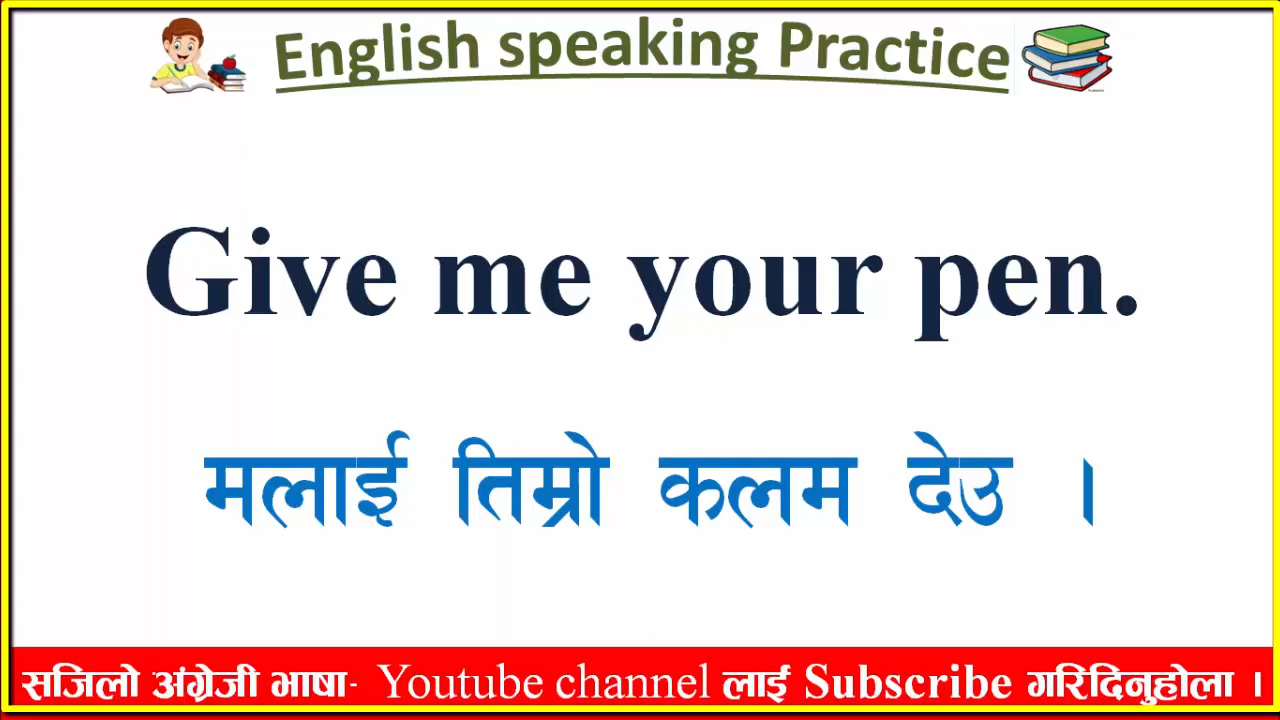 English speaking Practice
Give me your pen.
मलाई तिम्रो कलम देउ ।
सजिलो अंग्रेजी भाषा- Youtube channel लाई Subscribe गरिदिनुहोला ।